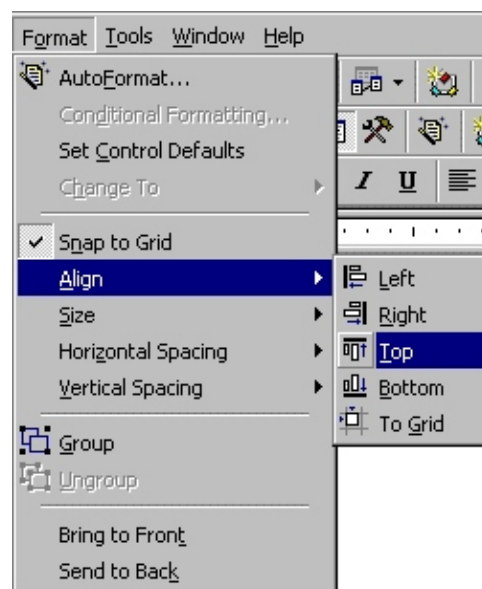 Format Tools Window Help
AutoFormat...
Conditional Formatting...
Set Control Defaults
Change To
I U
Snap to Grid
Align
Left
Size
Right
Horizontal Spacing
Top
Vertical Spacing
Bottom
To Grid
Group
Ungroup
Bring to Front
Send to Back